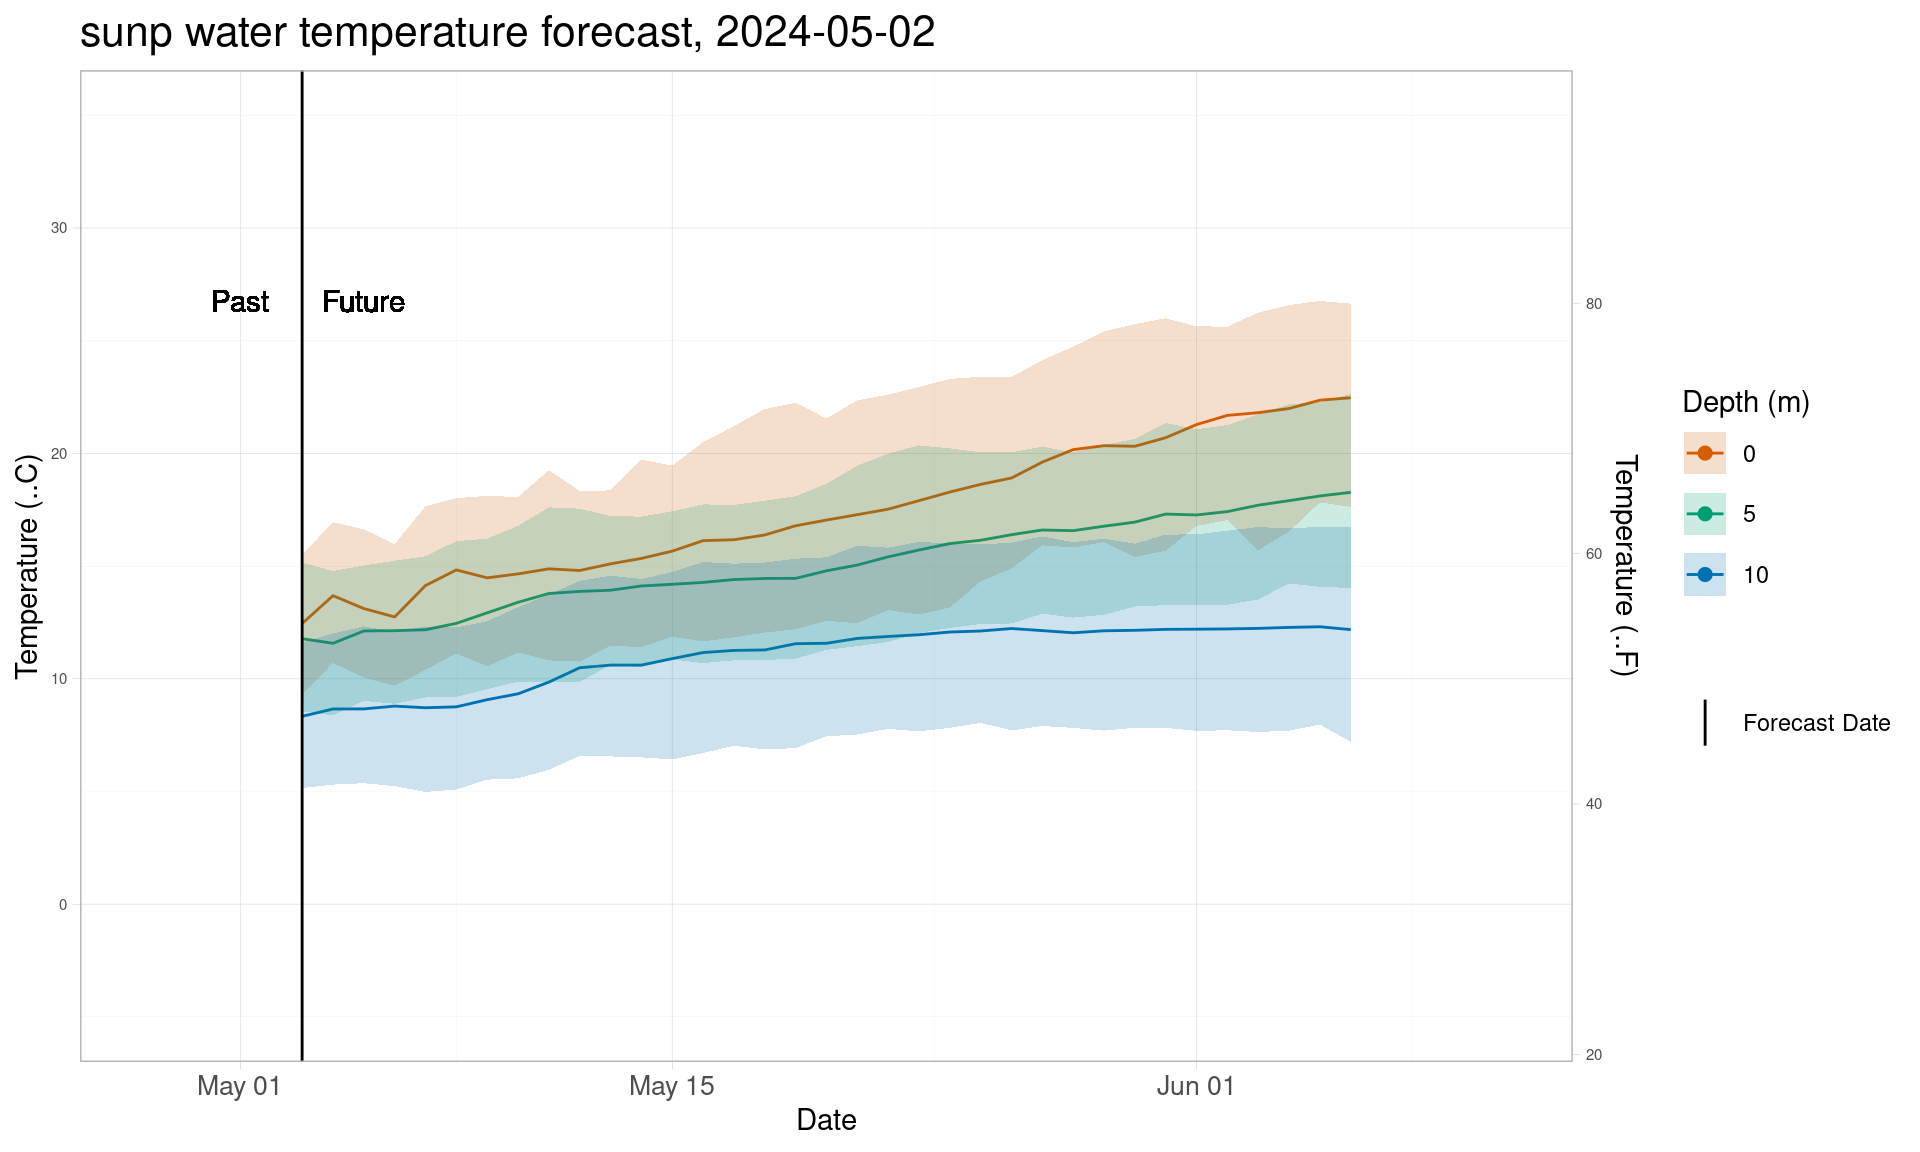 sunp water temperature forecast, 2024-05-02
Past
Future
30
20
10
0
Temperature (..C)
80
60
40
20
Temperature (..F)
May 01
May 15
Jun 01
Date
Depth (m)
0
5
10
Forecast Date